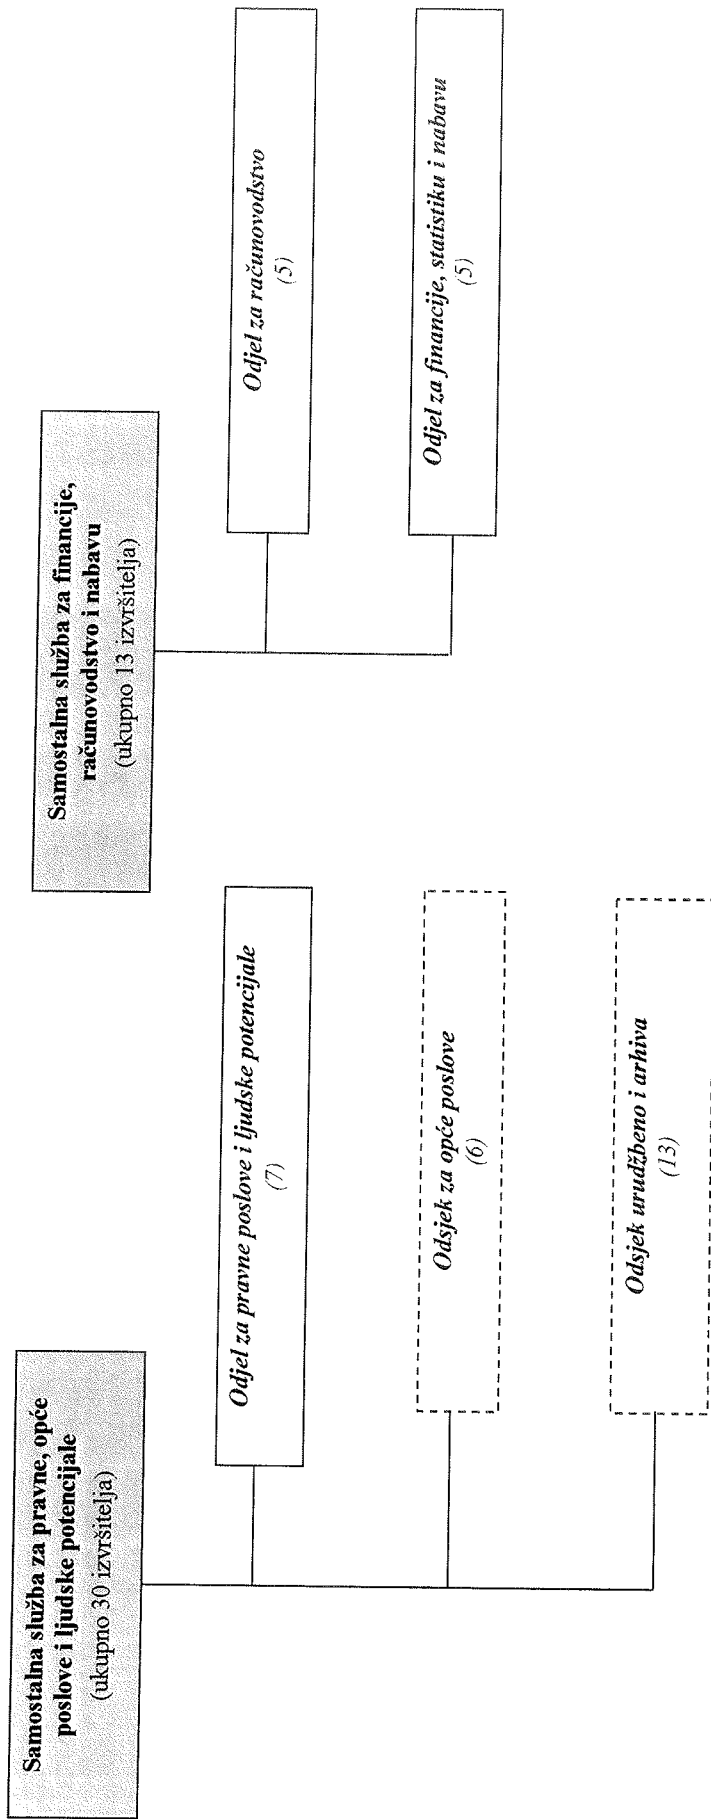 Samostalna služba za pravne, opće
poslove i ljudske potencijale
(ukupno 30 izvršitelja)
Odjel za pravne poslove i ljudske potencijale
(7)
Odsjek za opće poslove
(6)
Odsjek urudžbeno i arhiva
(13)
Samostalna služba za financije,
računovodstvo i nabavu
(ukupno 13 izvršitelja)
Odjel za računovodstvo
(5)
Odjel za financije, statistiku i nabavu
(5)